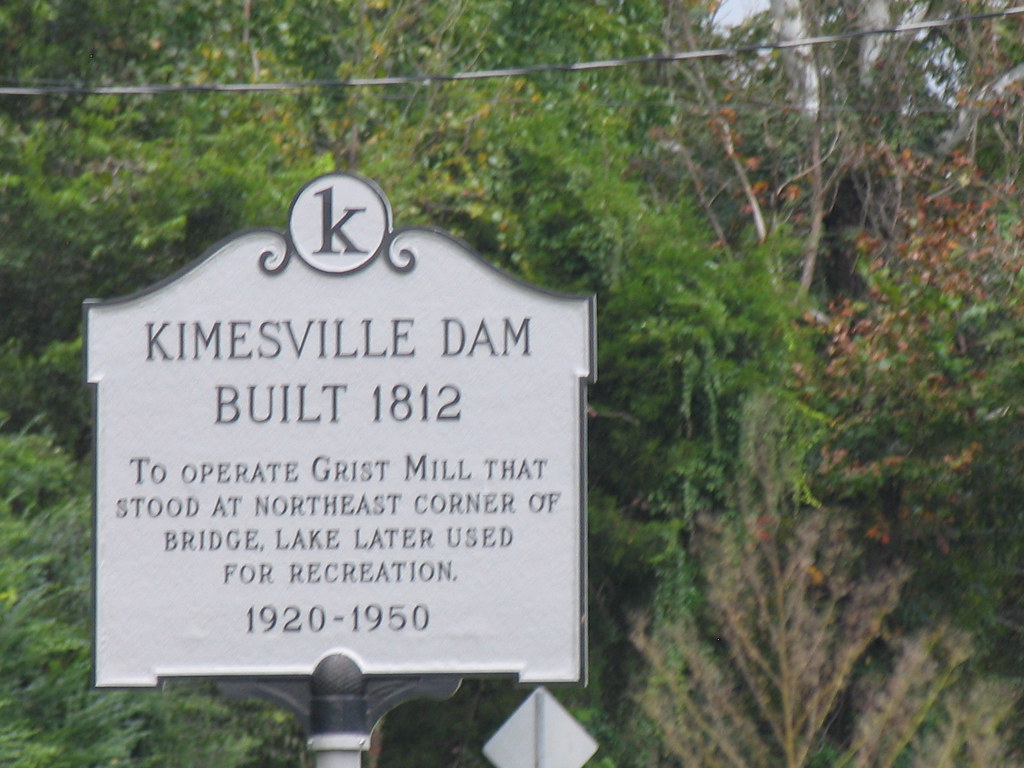 k
KIMESVILLE DAM
BUILT 1812
TO OPERATE GRIST MILL THAT
STOOD AT NORTHEAST CORNER OF
BRIDGE, LAKE LATER USED
FOR RECREATION.
1920-1950